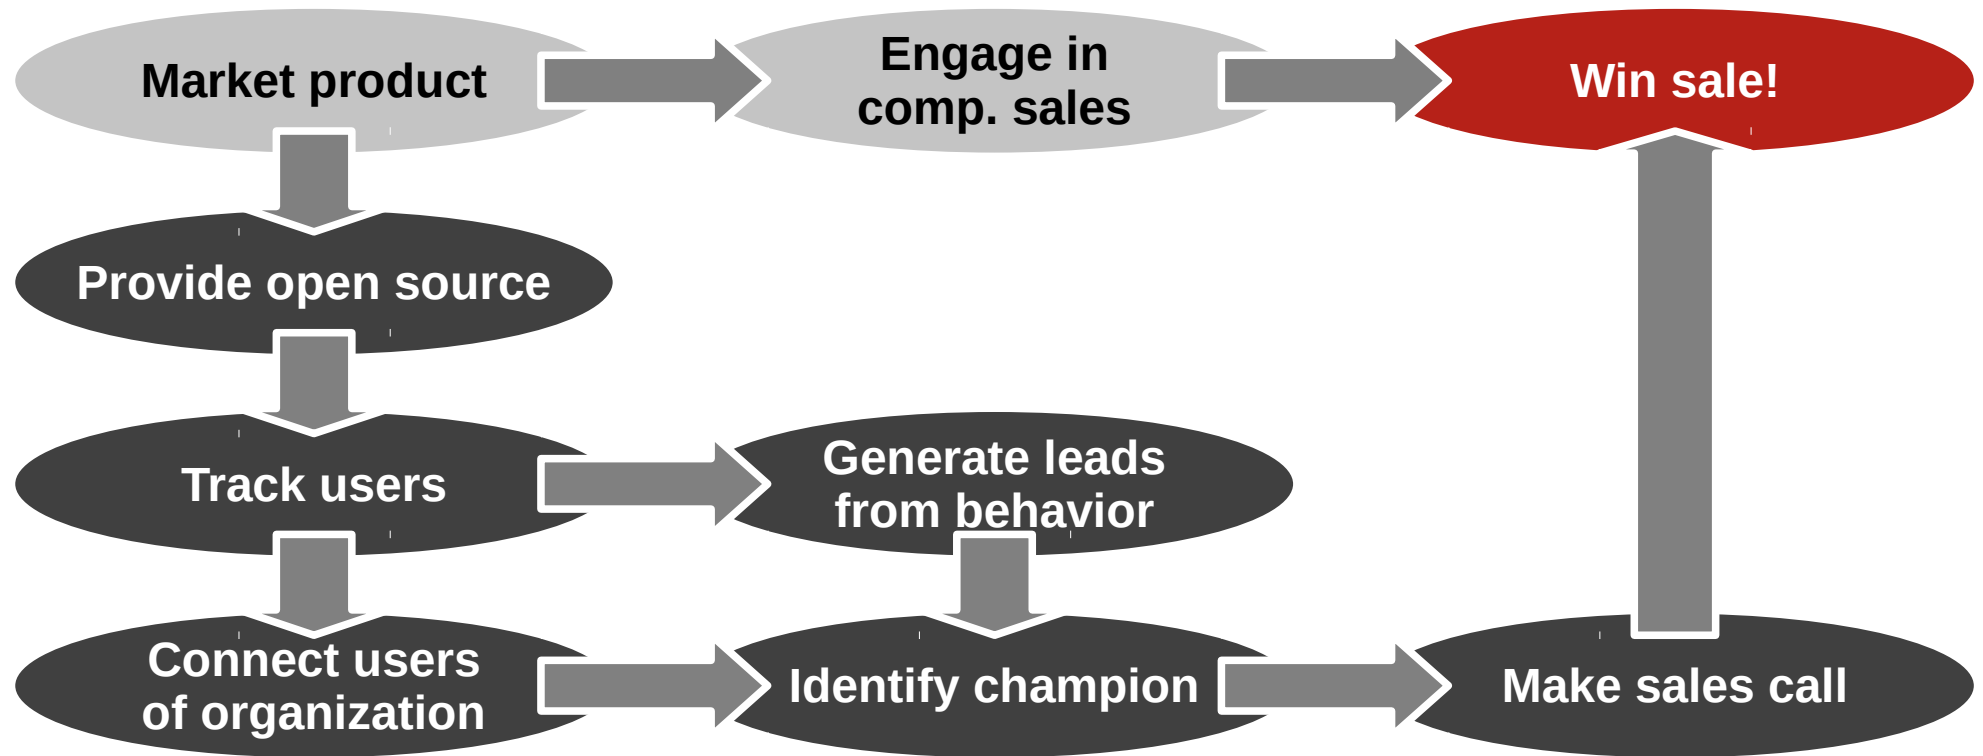 Market product
Engage in
comp. sales
Win sale!
Provide open source
Track users
Generate leads
from behavior
Connect users
of organization
Identify champion
Make sales call